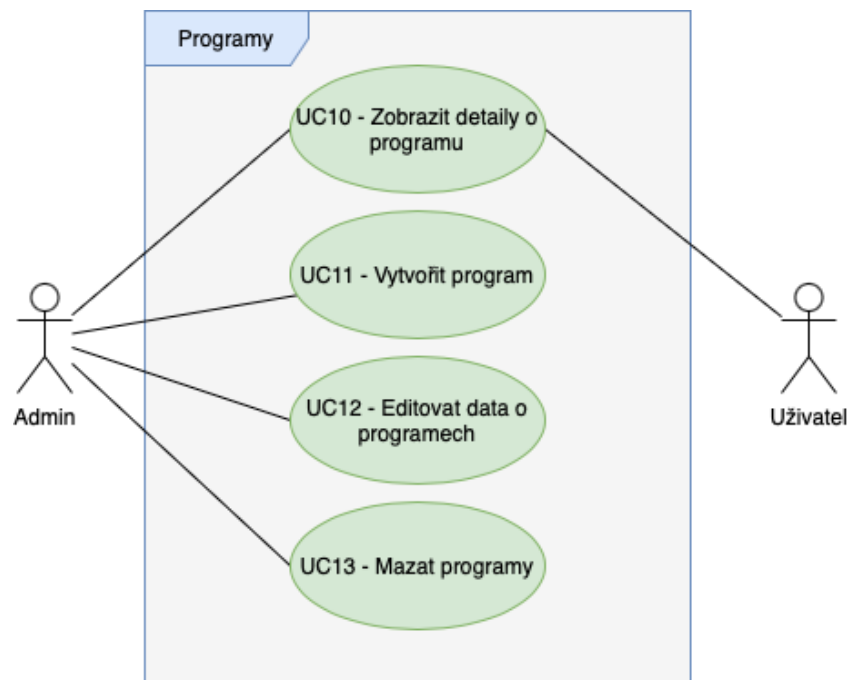 Programy
UC10 - Zobrazit detaily o
programu
UC11 - Vytvořit program
UC12 - Editovat data o
programech
UC13 - Mazat programy
Admin
Uživatel